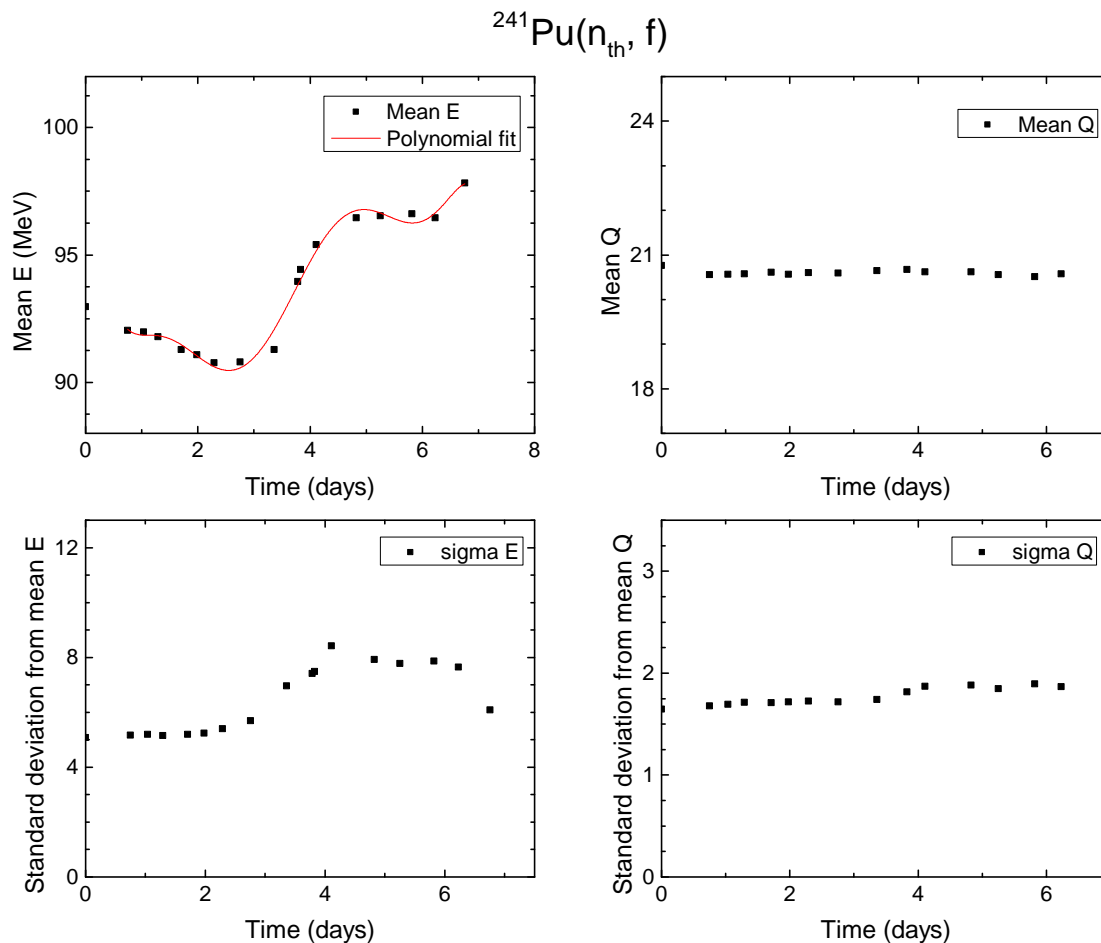 ²⁴¹Pu(nₜₕ, f)
Mean E
Polynomial fit
100
95
90
Mean E (MeV)
0 2 4 6 8
Time (days)
Mean Q
24
21
18
Mean Q
0 2 4 6
Time (days)
sigma E
12
8
4
0
Standard deviation from mean E
0 2 4 6
Time (days)
sigma Q
3
2
1
0
Standard deviation from mean Q
0 2 4 6
Time (days)